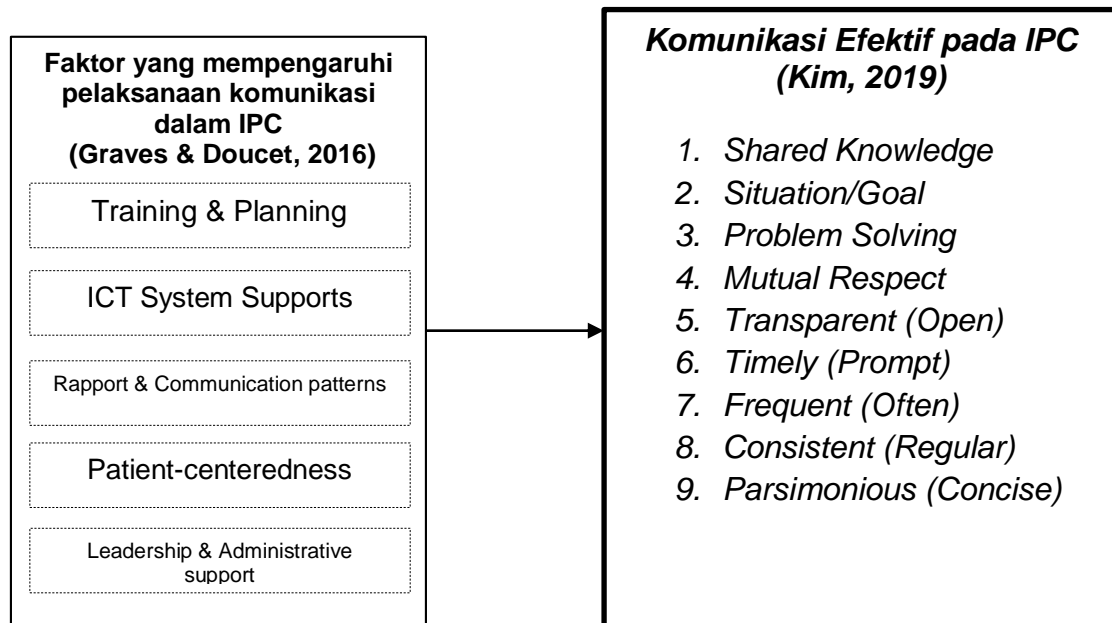 Faktor yang mempengaruhi
pelaksanaan komunikasi
dalam IPC
(Graves & Doucet, 2016)
Training & Planning
ICT System Supports
Rapport & Communication patterns
Patient-centeredness
Leadership & Administrative
support
Komunikasi Efektif pada IPC
(Kim, 2019)
1. Shared Knowledge
2. Situation/Goal
3. Problem Solving
4. Mutual Respect
5. Transparent (Open)
6. Timely (Prompt)
7. Frequent (Often)
8. Consistent (Regular)
9. Parsimonious (Concise)